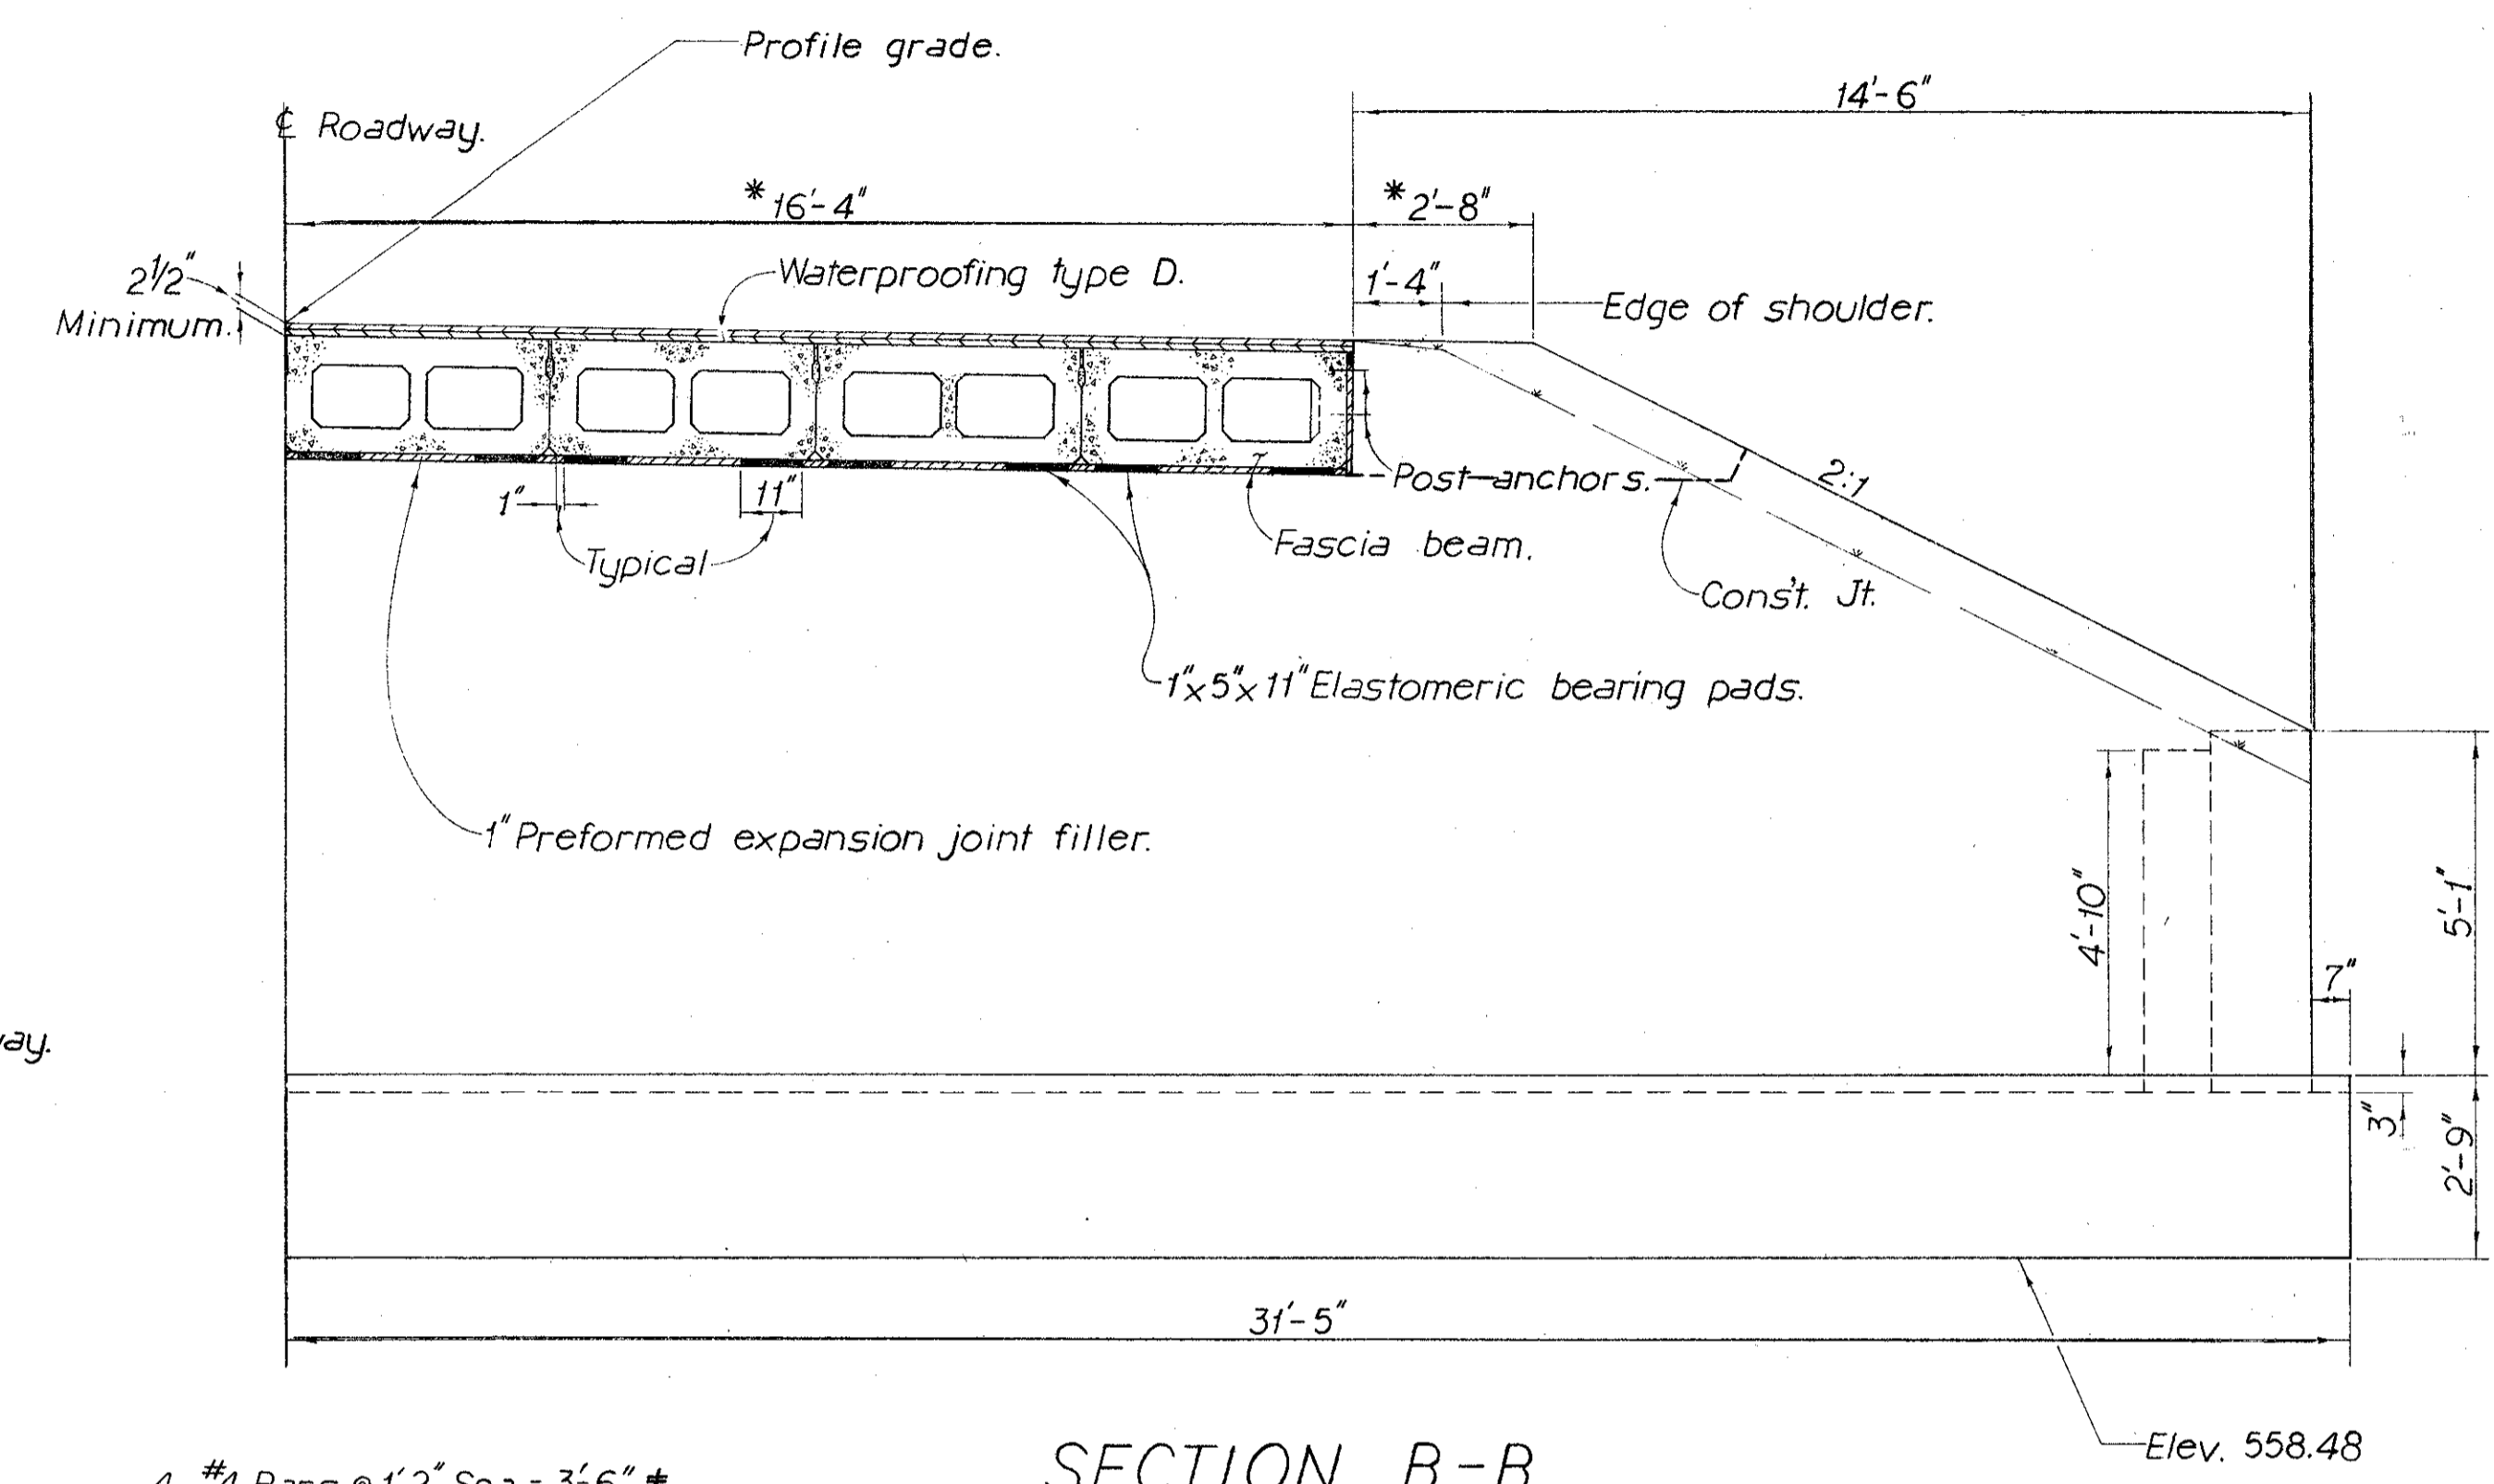 Profile grade.
14'-6"
℄ Roadway.
*16'-4"
*2'-8"
2½"
Minimum.
Waterproofing type D.
1'-4"
Edge of shoulder.
Post-anchors.
2:1
1"
11"
Typical
Fascia beam.
Cons't. Jt.
1"x5"x11" Elastomeric bearing pads.
1" Preformed expansion joint filler.
4'-10"
5'-1"
7"
way.
3"
2'-9"
31'-5"
Elev. 558.48
SECTION B-B